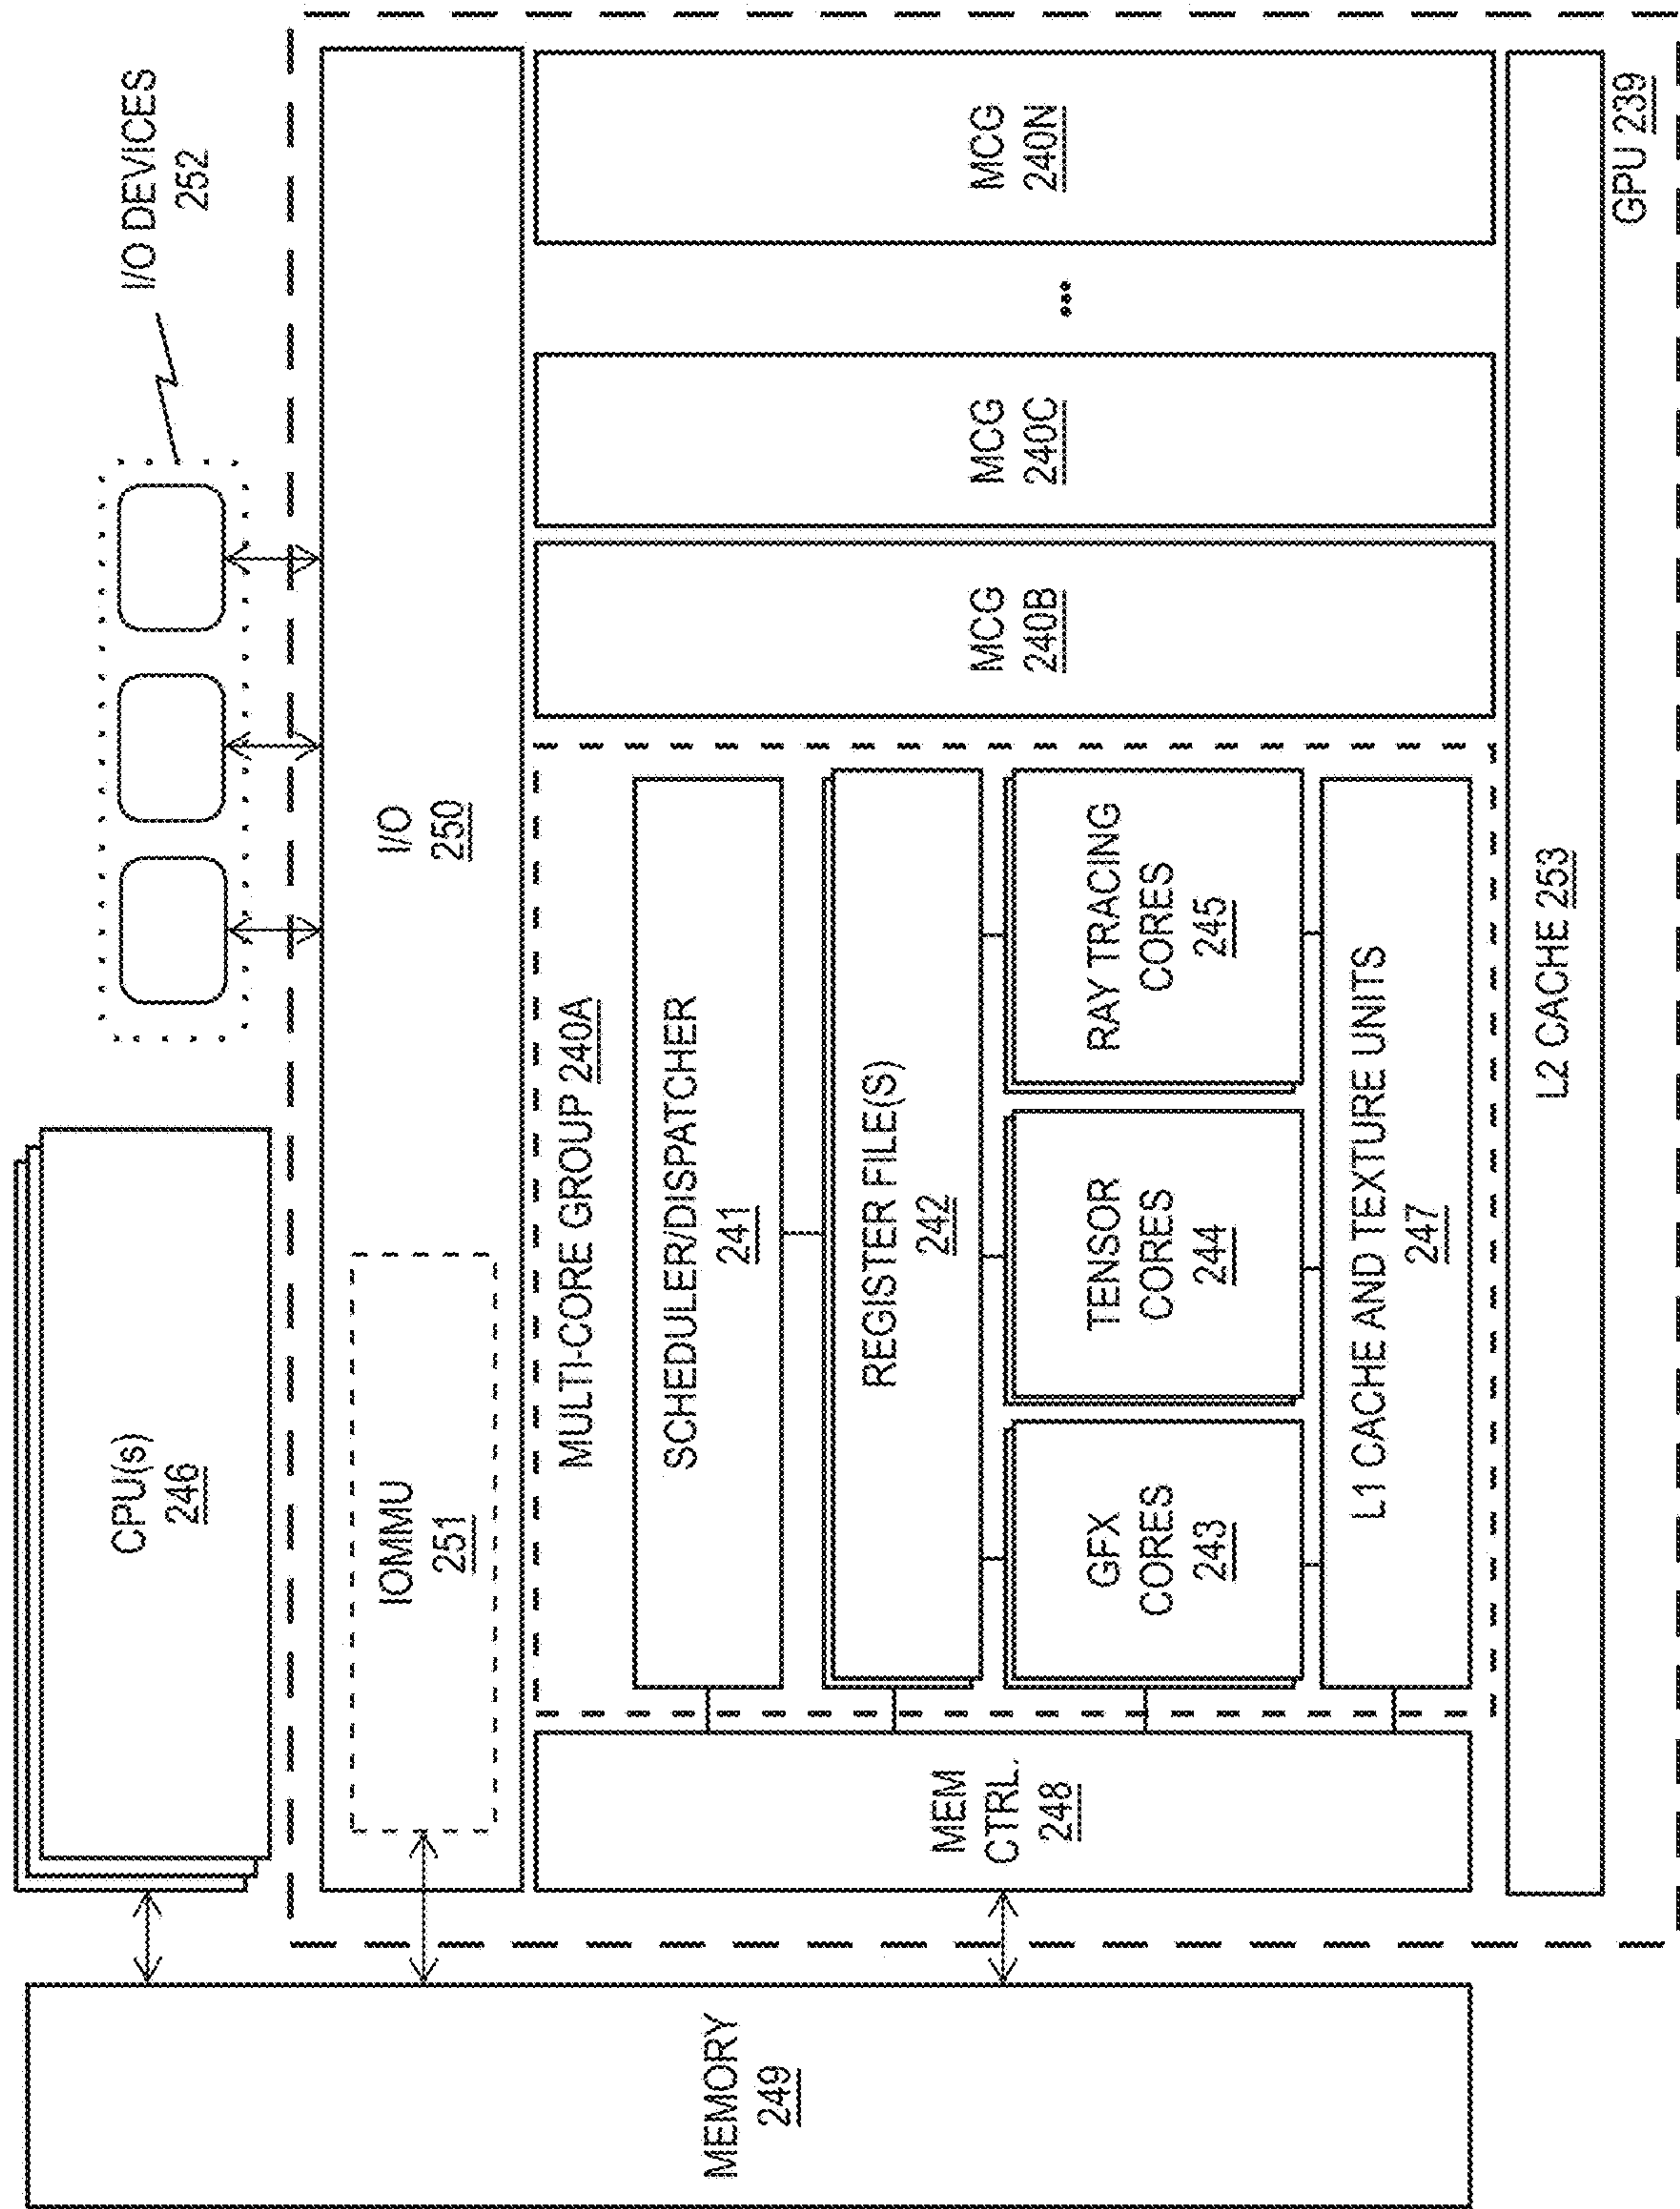 CPU(s)
246
I/O DEVICES
252
MEMORY
249
IOMMU
251
I/O
250
MEM
CTRL.
248
MULTI-CORE GROUP 240A
SCHEDULER/DISPATCHER
241
REGISTER FILE(S)
242
GFX
CORES
243
TENSOR
CORES
244
RAY TRACING
CORES
245
L1 CACHE AND TEXTURE UNITS
247
MCG
240B
MCG
240C
...
MCG
240N
L2 CACHE 253
GPU 239